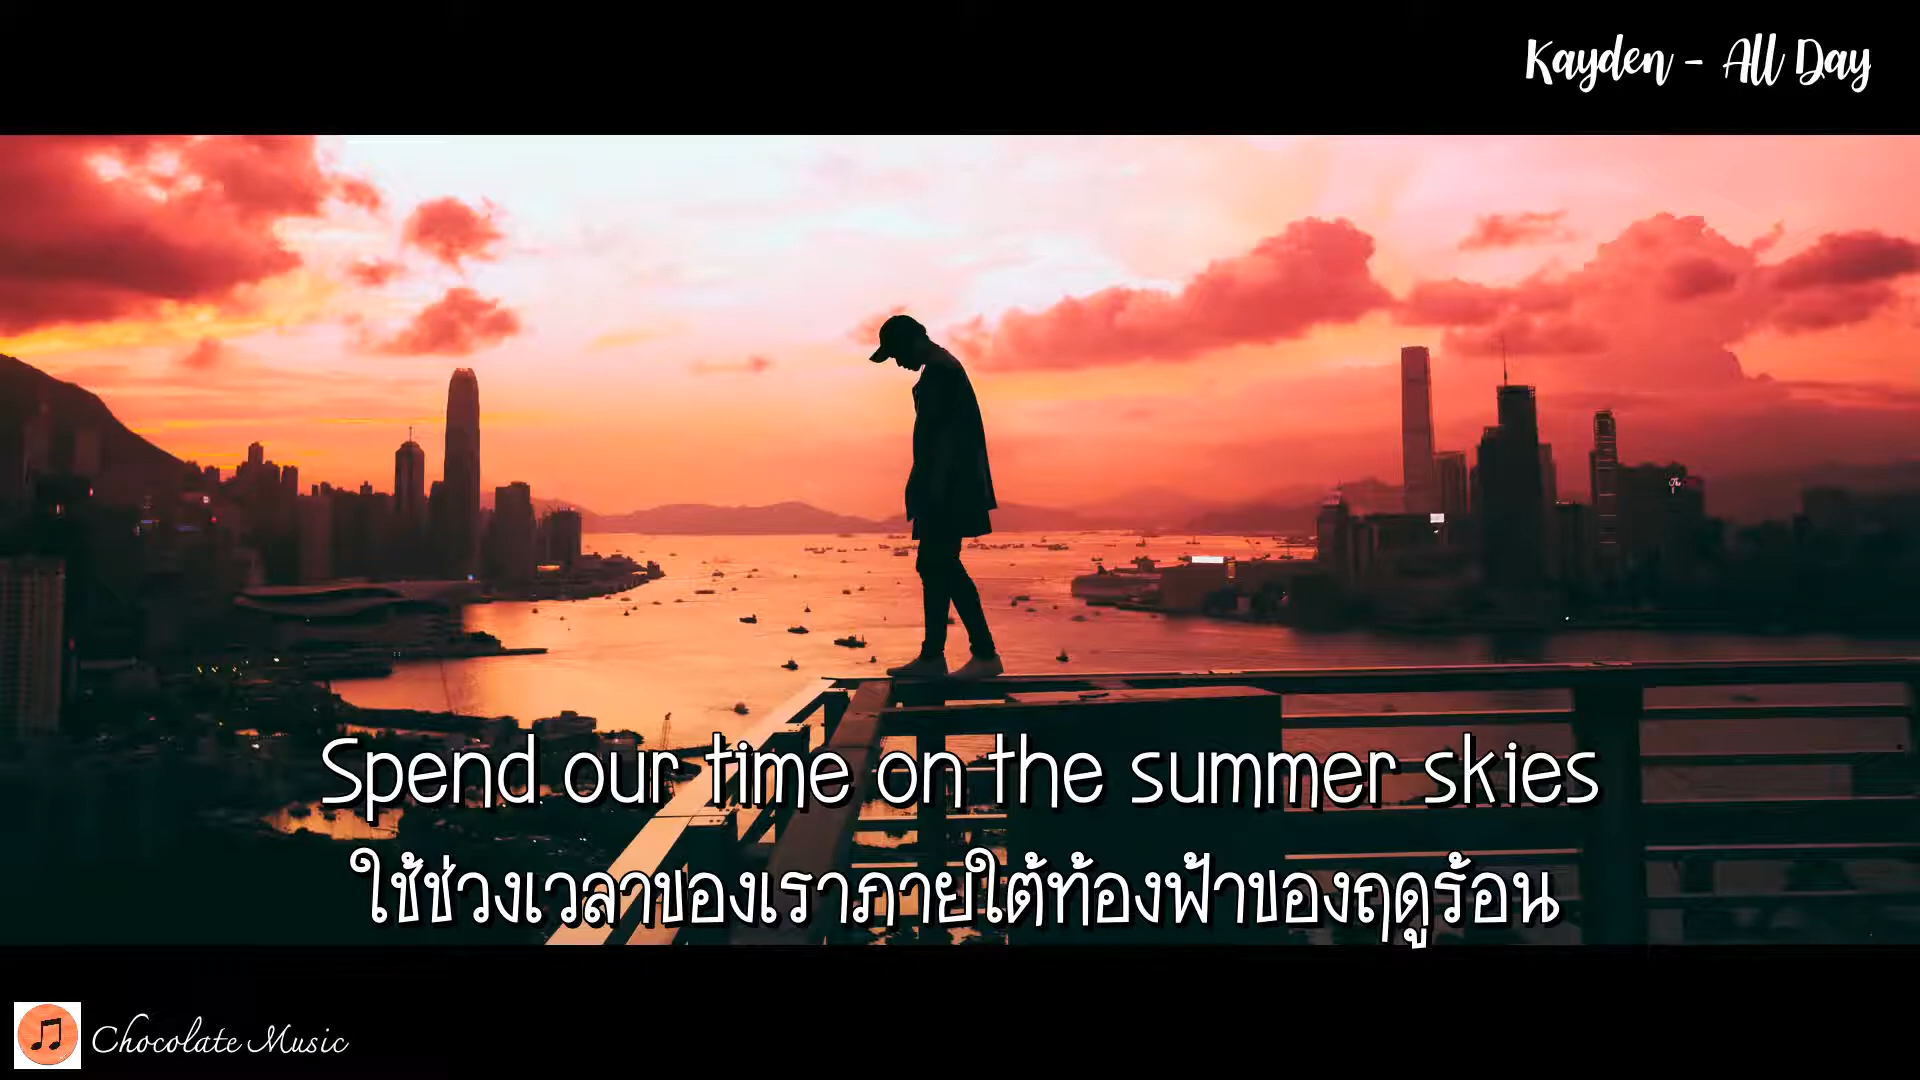 Kayden - All Day
Spend our time on the summer skies
ใช้ช่วงเวลาของเราภายใต้ท้องฟ้าของฤดูร้อน
Chocolate Music